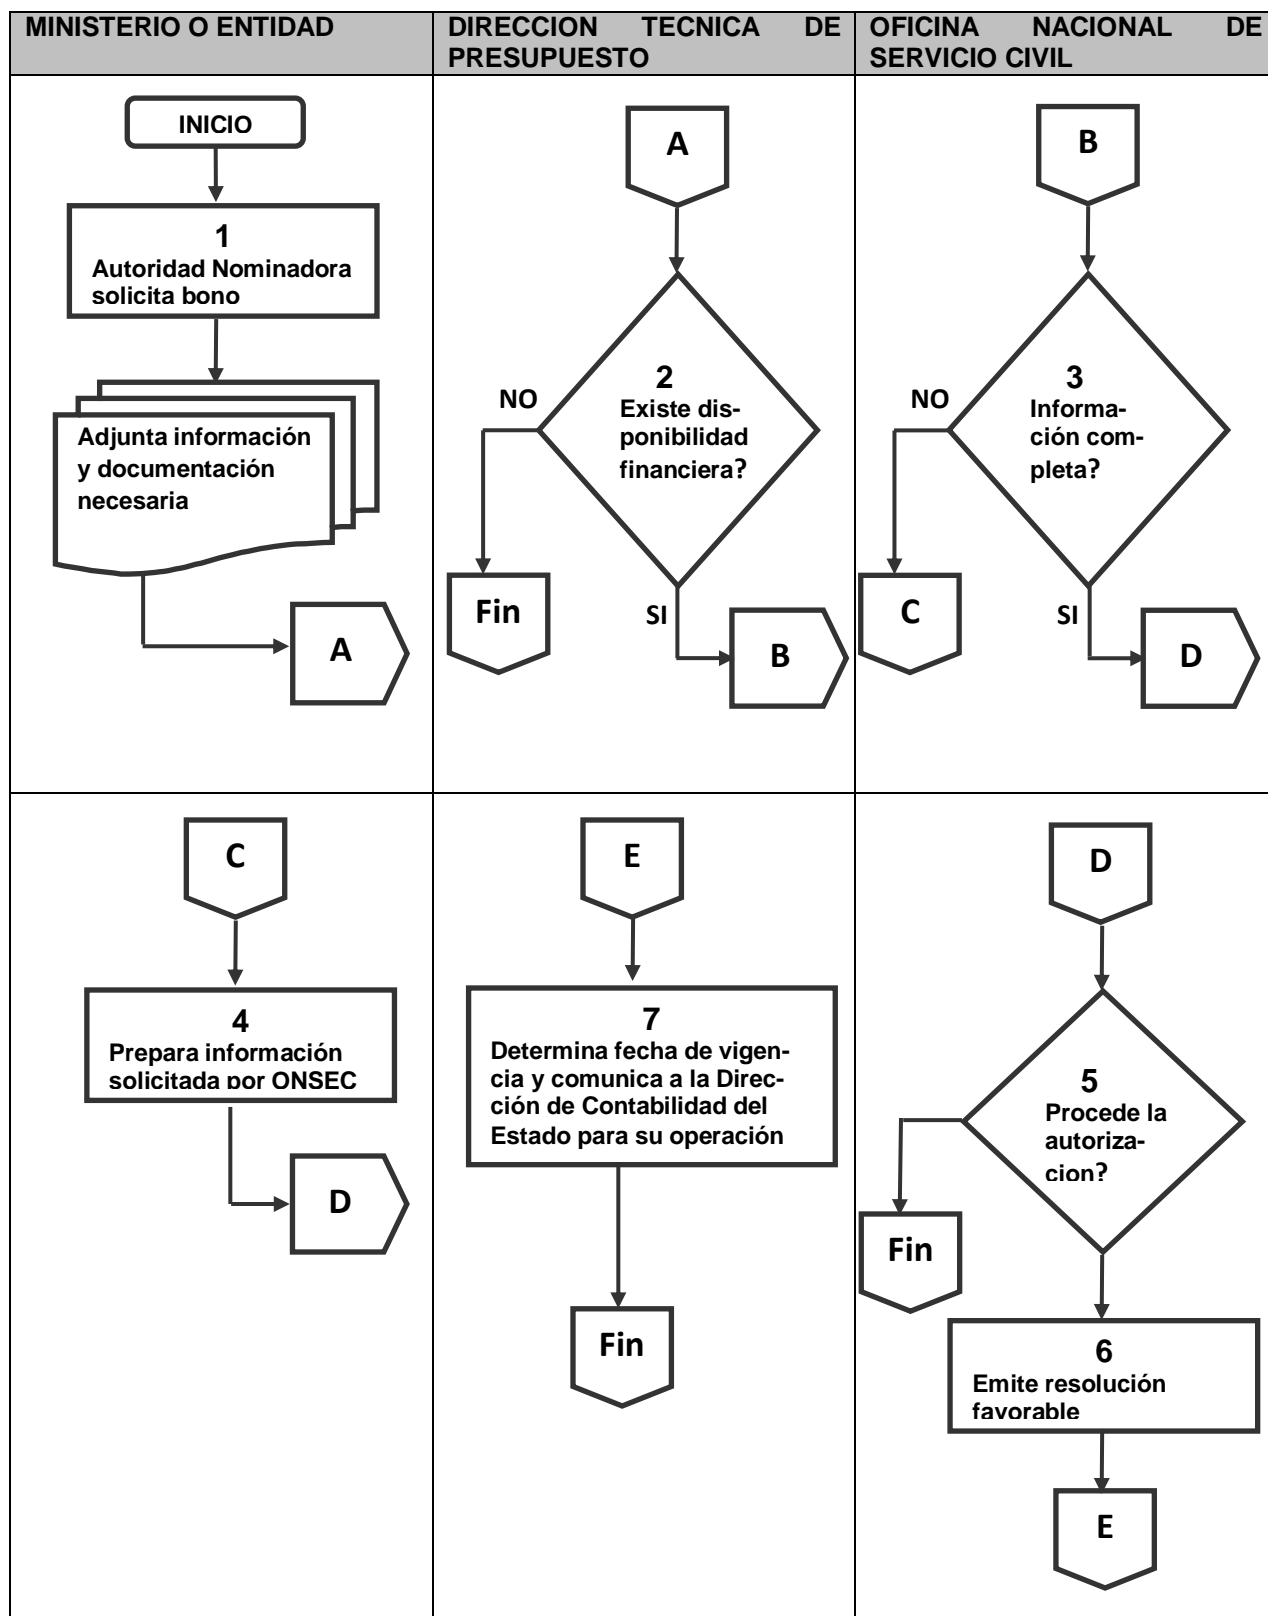 MINISTERIO O ENTIDAD
DIRECCION TECNICA DE
PRESUPUESTO
OFICINA NACIONAL DE
SERVICIO CIVIL
INICIO
1
Autoridad Nominadora
solicita bono
Adjunta información
y documentación
necesaria
A
A
2
Existe dis-
ponibilidad
financiera?
NO
Fin
SI
B
B
3
Informa-
ción com-
pleta?
NO
C
SI
D
C
4
Prepara información
solicitada por ONSEC
D
E
7
Determina fecha de vigen-
cia y comunica a la Direc-
ción de Contabilidad del
Estado para su operación
Fin
D
5
Procede la
autoriza-
cion?
Fin
6
Emite resolución
favorable
E